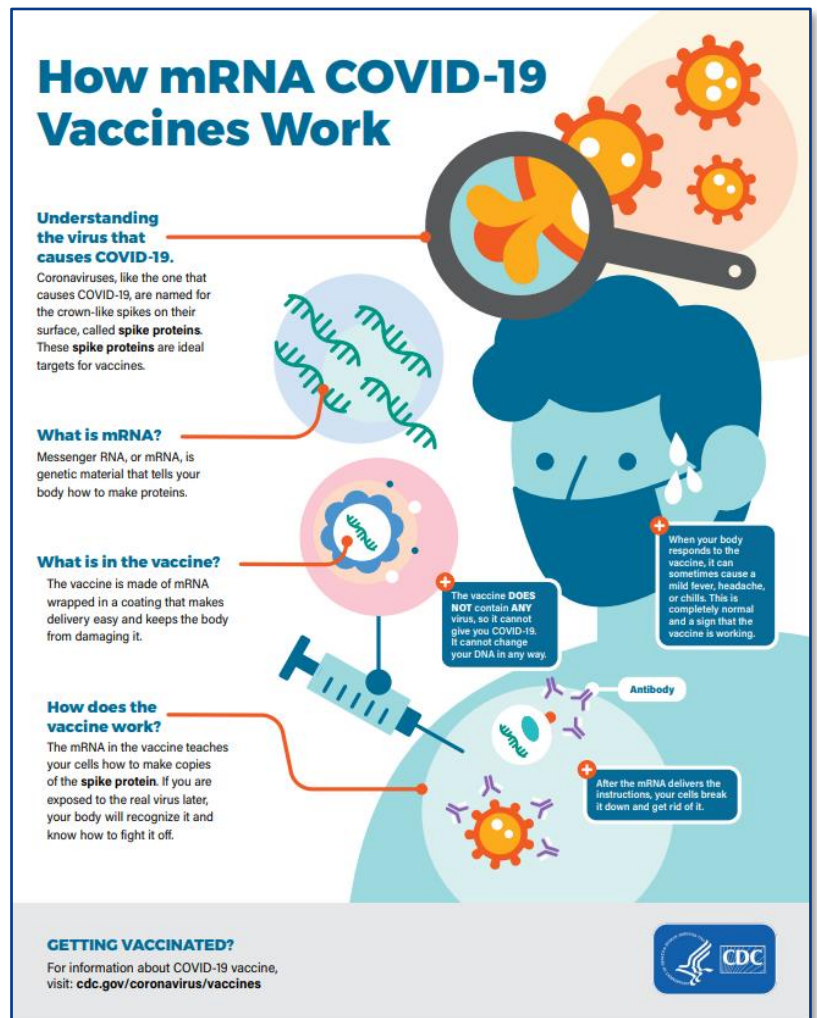 How mRNA COVID-19
Vaccines Work
Understanding
the virus that
causes COVID-19.
Coronaviruses, like the one that
causes COVID-19, are named for
the crown-like spikes on their
surface, called spike proteins.
These spike proteins are ideal
targets for vaccines.
What is mRNA?
Messenger RNA, or mRNA, is
genetic material that tells your
body how to make proteins.
What is in the vaccine?
The vaccine is made of mRNA
wrapped in a coating that makes
delivery easy and keeps the body
from damaging it.
The vaccine DOES
NOT contain ANY
virus, so it cannot
give you COVID-19.
It cannot change
your DNA in any way.
When your body
responds to the
vaccine, it can
sometimes cause a
mild fever, headache,
or chills. This is
completely normal
and a sign that the
vaccine is working.
How does the
vaccine work?
The mRNA in the vaccine teaches
your cells how to make copies
of the spike protein. If you are
exposed to the real virus later,
your body will recognize it and
know how to fight it off.
Antibody
After the mRNA delivers the
instructions, your cells break
it down and get rid of it.
GETTING VACCINATED?
For information about COVID-19 vaccine,
visit: cdc.gov/coronavirus/vaccines
CDC